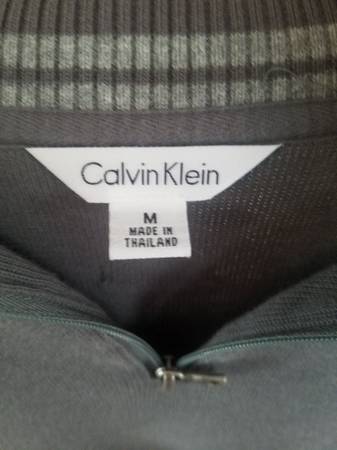 Calvin Klein
M
MADE IN
THAILAND